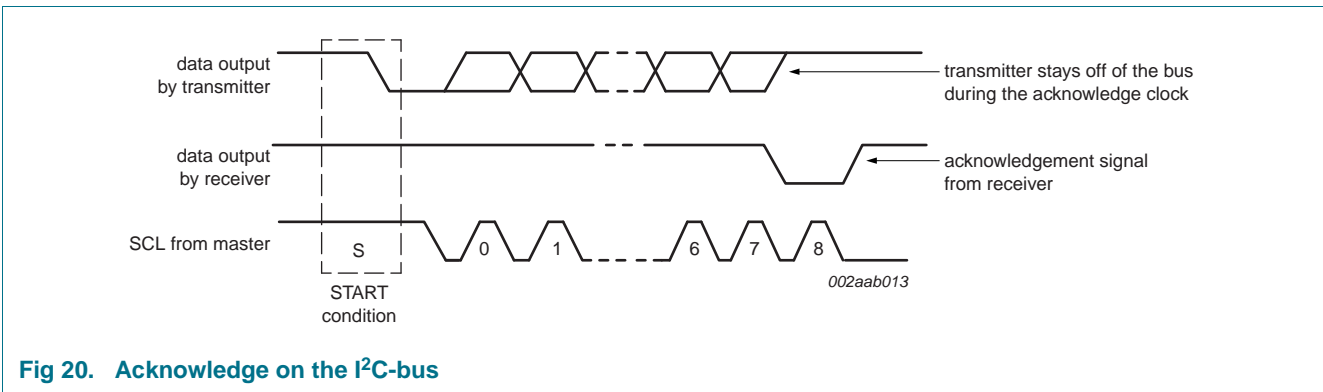 data output
by transmitter
transmitter stays off of the bus
during the acknowledge clock
data output
by receiver
acknowledgement signal
from receiver
SCL from master
S
0
1
6
7
8
002aab013
START
condition
Fig 20. Acknowledge on the I²C-bus